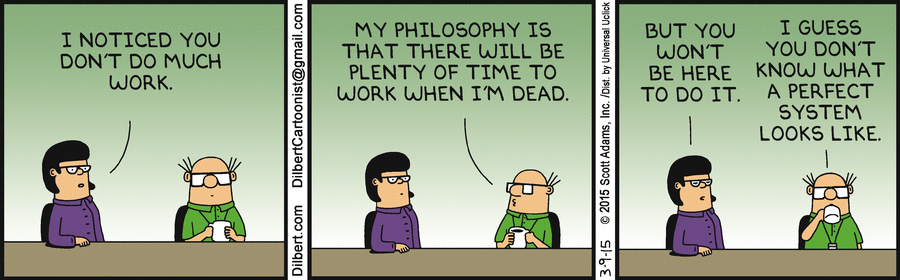 I NOTICED YOU
DON'T DO MUCH
WORK.
Dilbert.com DilbertCartoonist@gmail.com
MY PHILOSOPHY IS
THAT THERE WILL BE
PLENTY OF TIME TO
WORK WHEN I'M DEAD.
3-9-15 © 2015 Scott Adams, Inc. /Dist. by Universal Uclick
BUT YOU
WON'T
BE HERE
TO DO IT.
I GUESS
YOU DON'T
KNOW WHAT
A PERFECT
SYSTEM
LOOKS LIKE.